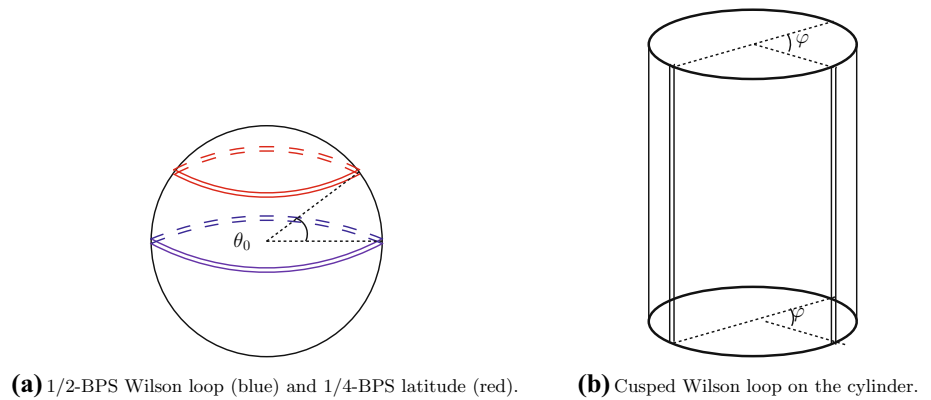 φ
θ₀
φ
(a) 1/2-BPS Wilson loop (blue) and 1/4-BPS latitude (red).
(b) Cusped Wilson loop on the cylinder.